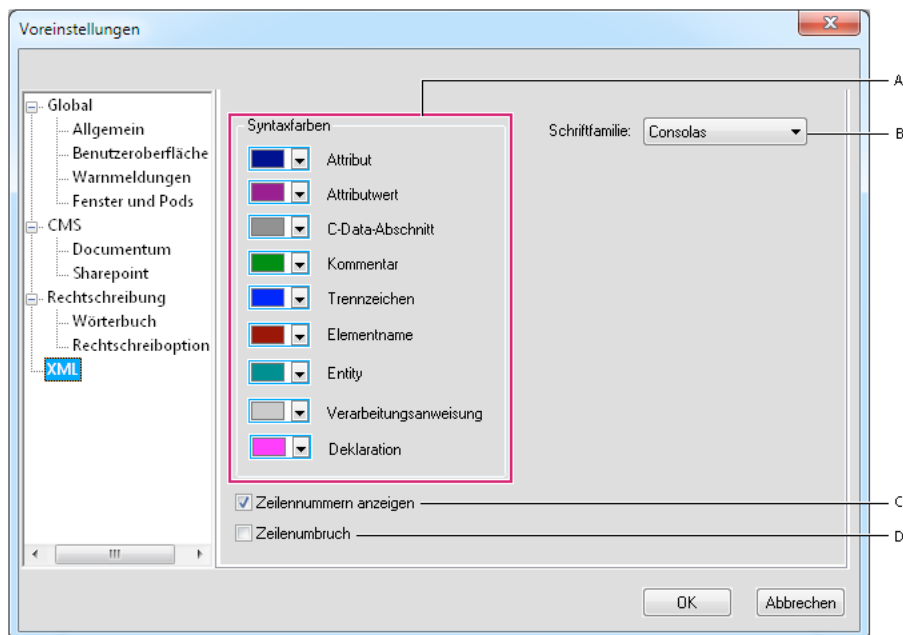 Voreinstellungen
A
Global
Allgemein
Benutzeroberfläche
Warnmeldungen
Fenster und Pods
CMS
Documentum
Sharepoint
Rechtschreibung
Wörterbuch
Rechtschreiboption
XML
Syntaxfarben
Attribut
Attributwert
C-Data-Abschnitt
Kommentar
Trennzeichen
Elementname
Entity
Verarbeitungsanweisung
Deklaration
Schriftfamilie: Consolas
B
Zeilennummern anzeigen
C
Zeilenumbruch
D
OK Abbrechen